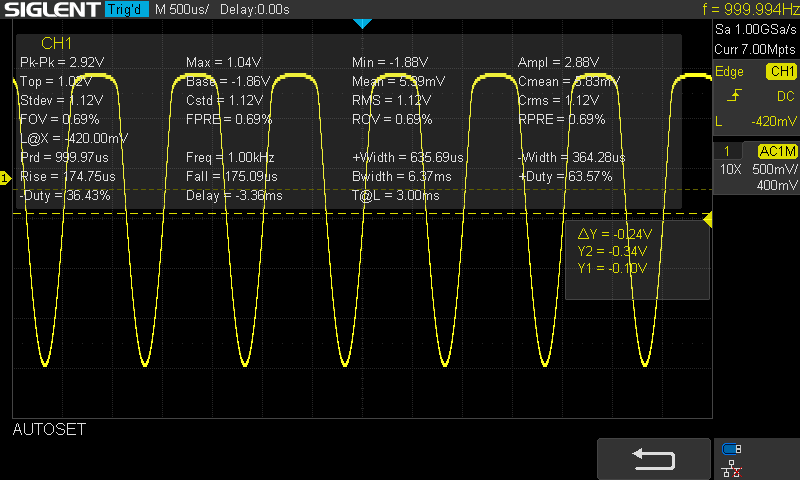 SIGLENT Trig'd M 500us/ Delay:0.00s f = 999.994Hz
Sa 1.00GSa/s
Curr 7.00Mpts
CH1
Pk-Pk = 2.92V Max = 1.04V Min = -1.88V Ampl = 2.88V
Top = 1.02V Base = -1.86V Mean = 5.39mV Cmean = 5.83mV
Stdev = 1.12V Cstd = 1.12V RMS = 1.12V Crms = 1.12V
FOV = 0.69% FPRE = 0.69% ROV = 0.69% RPRE = 0.69%
L@X = -420.00mV
Prd = 999.97us Freq = 1.00kHz +Width = 635.69us -Width = 364.28us
Rise = 174.75us Fall = 175.09us Bwidth = 6.37ms +Duty = 63.57%
-Duty = 36.43% Delay = -3.36ms T@L = 3.00ms
Edge CH1
DC
L -420mV
1 AC1M
10X 500mV/
400mV
1
ΔY = -0.24V
Y2 = -0.34V
Y1 = -0.10V
AUTOSET